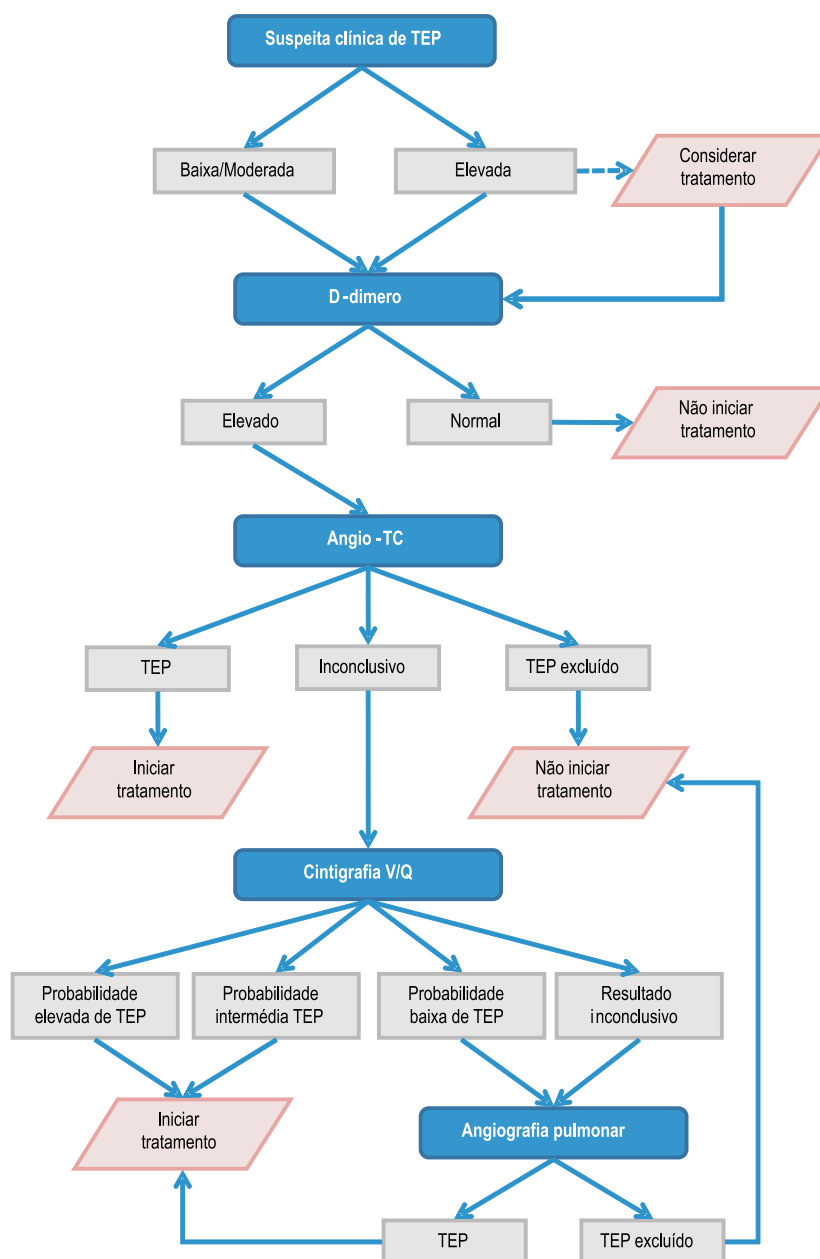 Suspeita clínica de TEP
Baixa/Moderada
Elevada
Considerar
tratamento
D-dimero
Elevado
Normal
Não iniciar
tratamento
Angio -TC
TEP
Inconclusivo
TEP excluído
Iniciar
tratamento
Não iniciar
tratamento
Cintigrafia V/Q
Probabilidade
elevada de TEP
Probabilidade
intermédia TEP
Probabilidade
baixa de TEP
Resultado
inconclusivo
Iniciar
tratamento
Angiografia pulmonar
TEP
TEP excluído